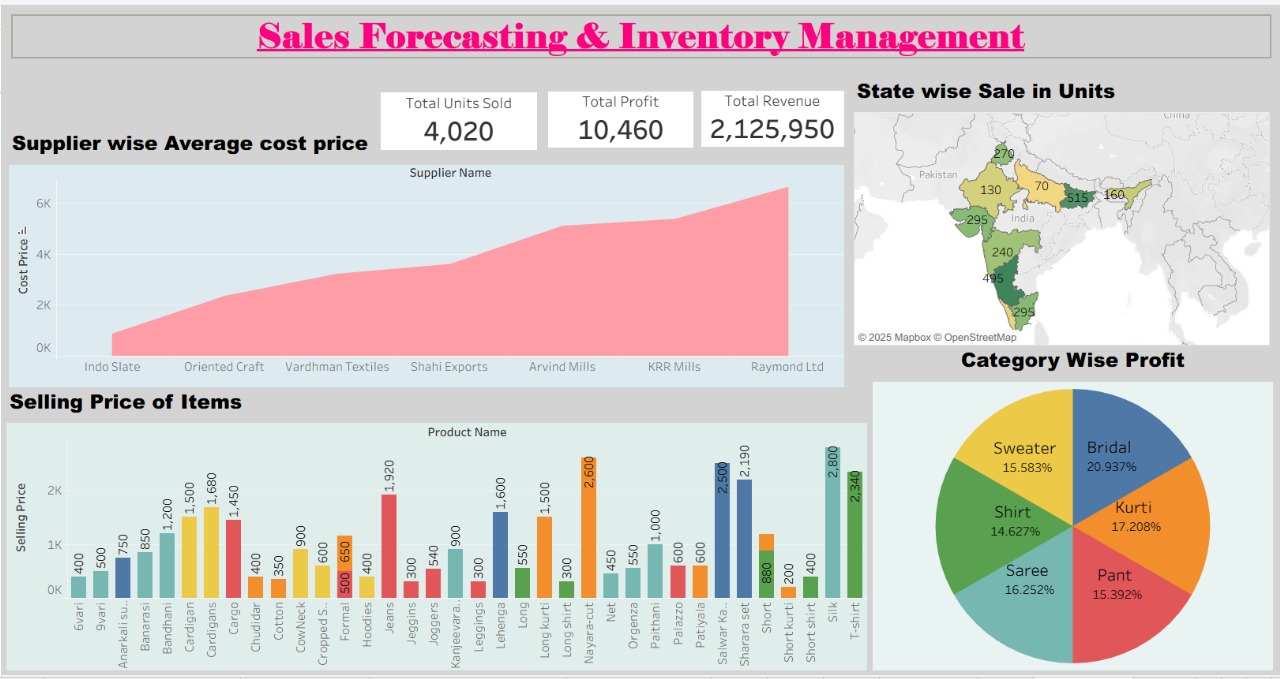 Sales Forecasting & Inventory Management
Total Units Sold
4,020
Total Profit
10,460
Total Revenue
2,125,950
State wise Sale in Units
China
Pakistan
India
270
130
70
515
160
295
240
495
295
© 2025 Mapbox © OpenStreetMap
Supplier wise Average cost price
Supplier Name
Cost Price
6K
4K
2K
0K
Indo Slate
Oriented Craft
Vardhman Textiles
Shahi Exports
Arvind Mills
KRR Mills
Raymond Ltd
Category Wise Profit
Bridal
20.937%
Kurti
17.208%
Pant
15.392%
Saree
16.252%
Shirt
14.627%
Sweater
15.583%
Selling Price of Items
Product Name
Selling Price
2K
1K
0K
400
500
750
850
1,200
1,500
1,680
1,450
400
350
900
600
650
500
400
1,920
300
540
900
300
1,600
550
1,500
300
2,600
450
550
1,000
600
600
2,500
2,190
880
200
400
2,800
2,340
6vari
9vari
Anarkali su..
Banarasi
Bandhani
Cardigan
Cardigans
Cargo
Chudidar
Cotton
CowNeck
Cropped S..
Formal
Hoodies
Jeans
Jeggins
Joggers
Kanjeevara..
Leggings
Lehenga
Long
Long kurti
Long shirt
Nayara-cut
Net
Orgenza
Paithani
Palazzo
Patiyala
Salwar Ka..
Sharara set
Short
Short kurti
Short shirt
Silk
T-shirt